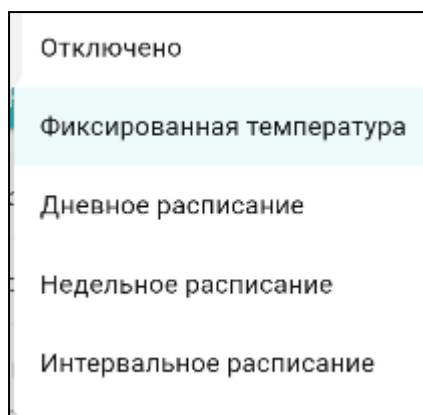 Отключено
Фиксированная температура
Дневное расписание
Недельное расписание
Интервальное расписание